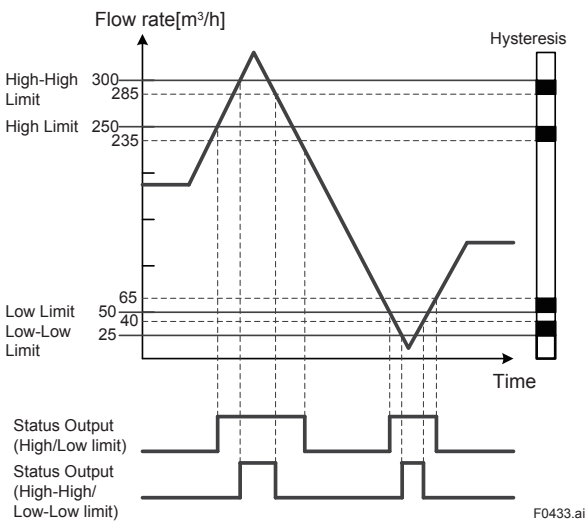 Flow rate[m³/h]
Hysteresis
High-High
Limit
300
285
High Limit
250
235
65
Low Limit
50
40
Low-Low
Limit
25
Time
Status Output
(High/Low limit)
Status Output
(High-High/
Low-Low limit)
F0433.ai